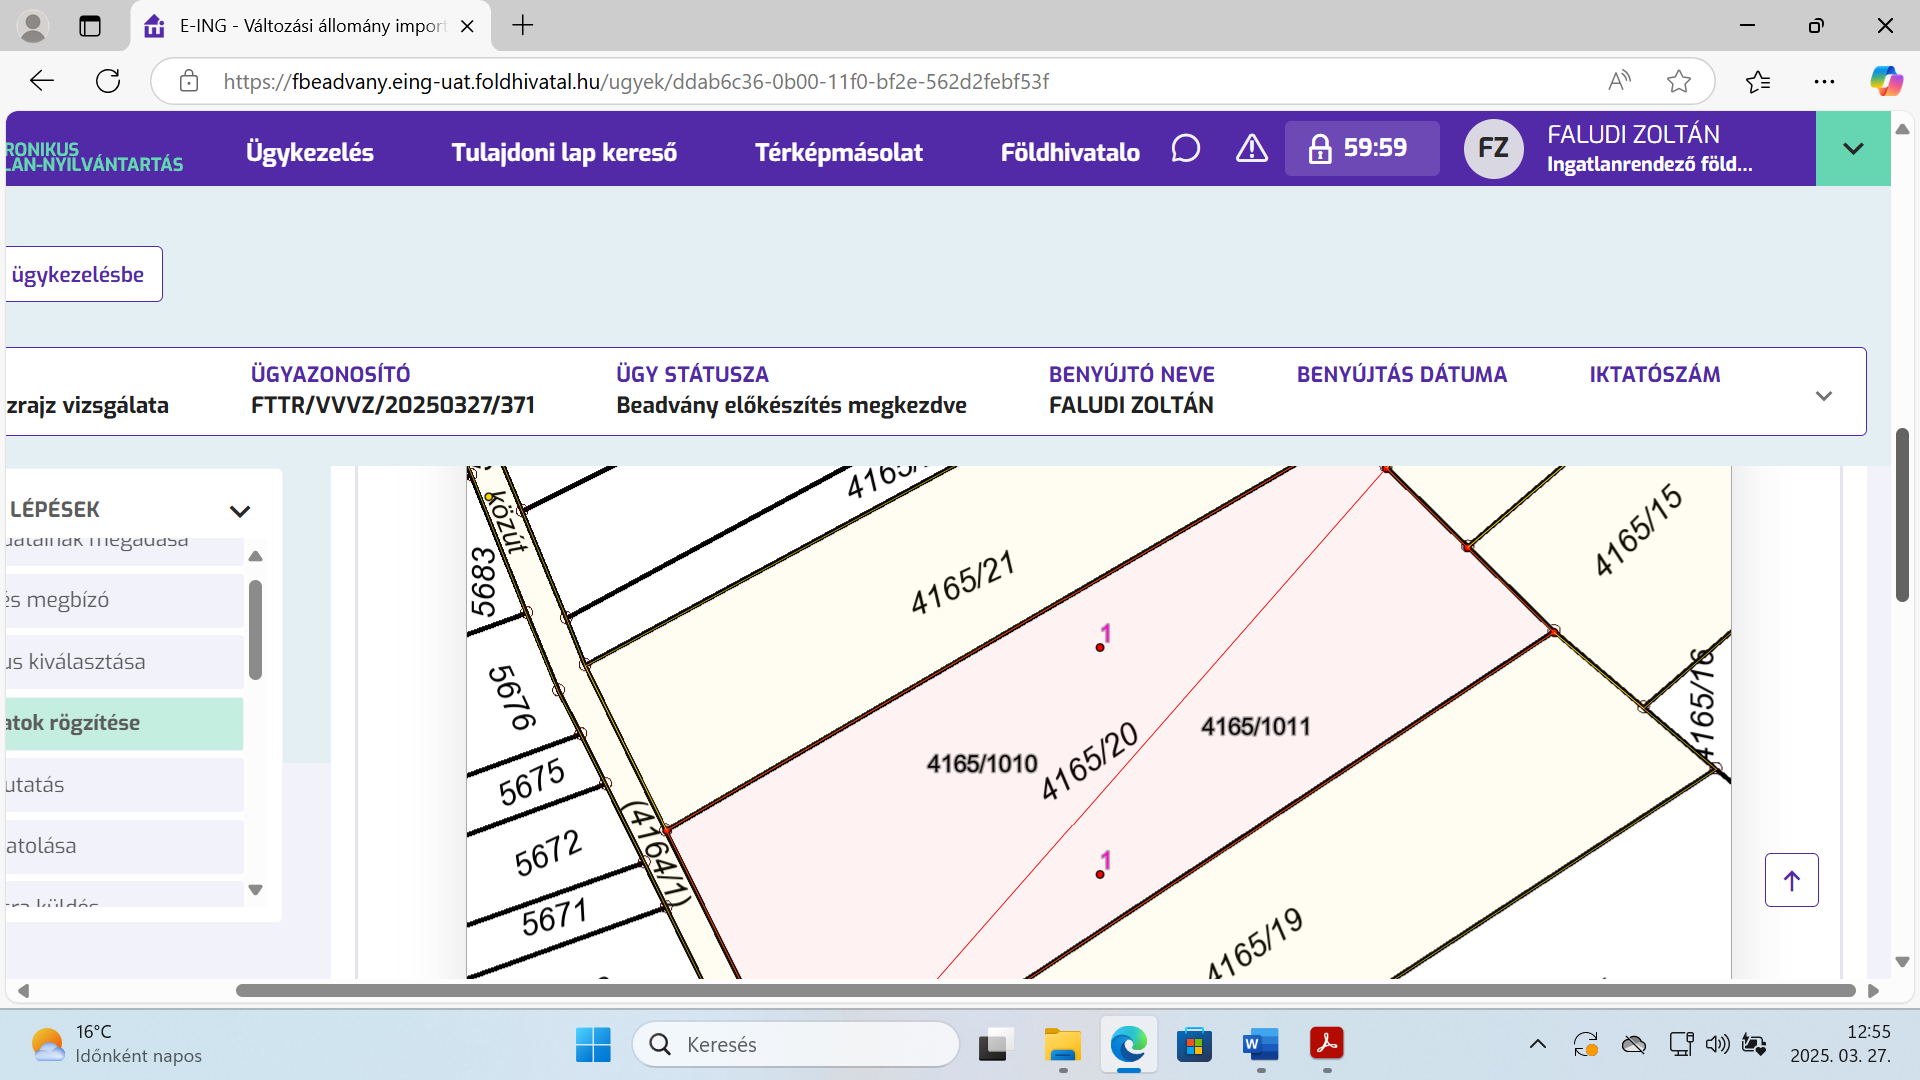 E-ING - Változási állomány import
https://fbeadvany.eing-uat.foldhivatal.hu/ugyek/ddab6c36-0b00-11f0-bf2e-562d2febf53f
RONIKUS
LAN-NYILVÁNTARTÁS
Ügykezelés
Tulajdoni lap kereső
Térképmásolat
Földhivatalo
59:59
FZ
FALUDI ZOLTÁN
Ingatlanrendező föld...
ügykezelésbe
zrajz vizsgálata
ÜGYAZONOSÍTÓ
FTTR/VVVZ/20250327/371
ÜGY STÁTUSZA
Beadvány előkészítés megkezdve
BENYÚJTÓ NEVE
FALUDI ZOLTÁN
BENYÚJTÁS DÁTUMA
IKTATÓSZÁM
LÉPÉSEK
datainak megadása
és megbízó
us kiválasztása
atok rögzítése
utatás
atolása
ra küldés
közút
5683
4165/21
4165/15
1
5676
4165/16
4165/1011
4165/20
4165/1010
5675
(4164/1)
5672
1
5671
4165/19
16°C
Időnként napos
Keresés
12:55
2025. 03. 27.